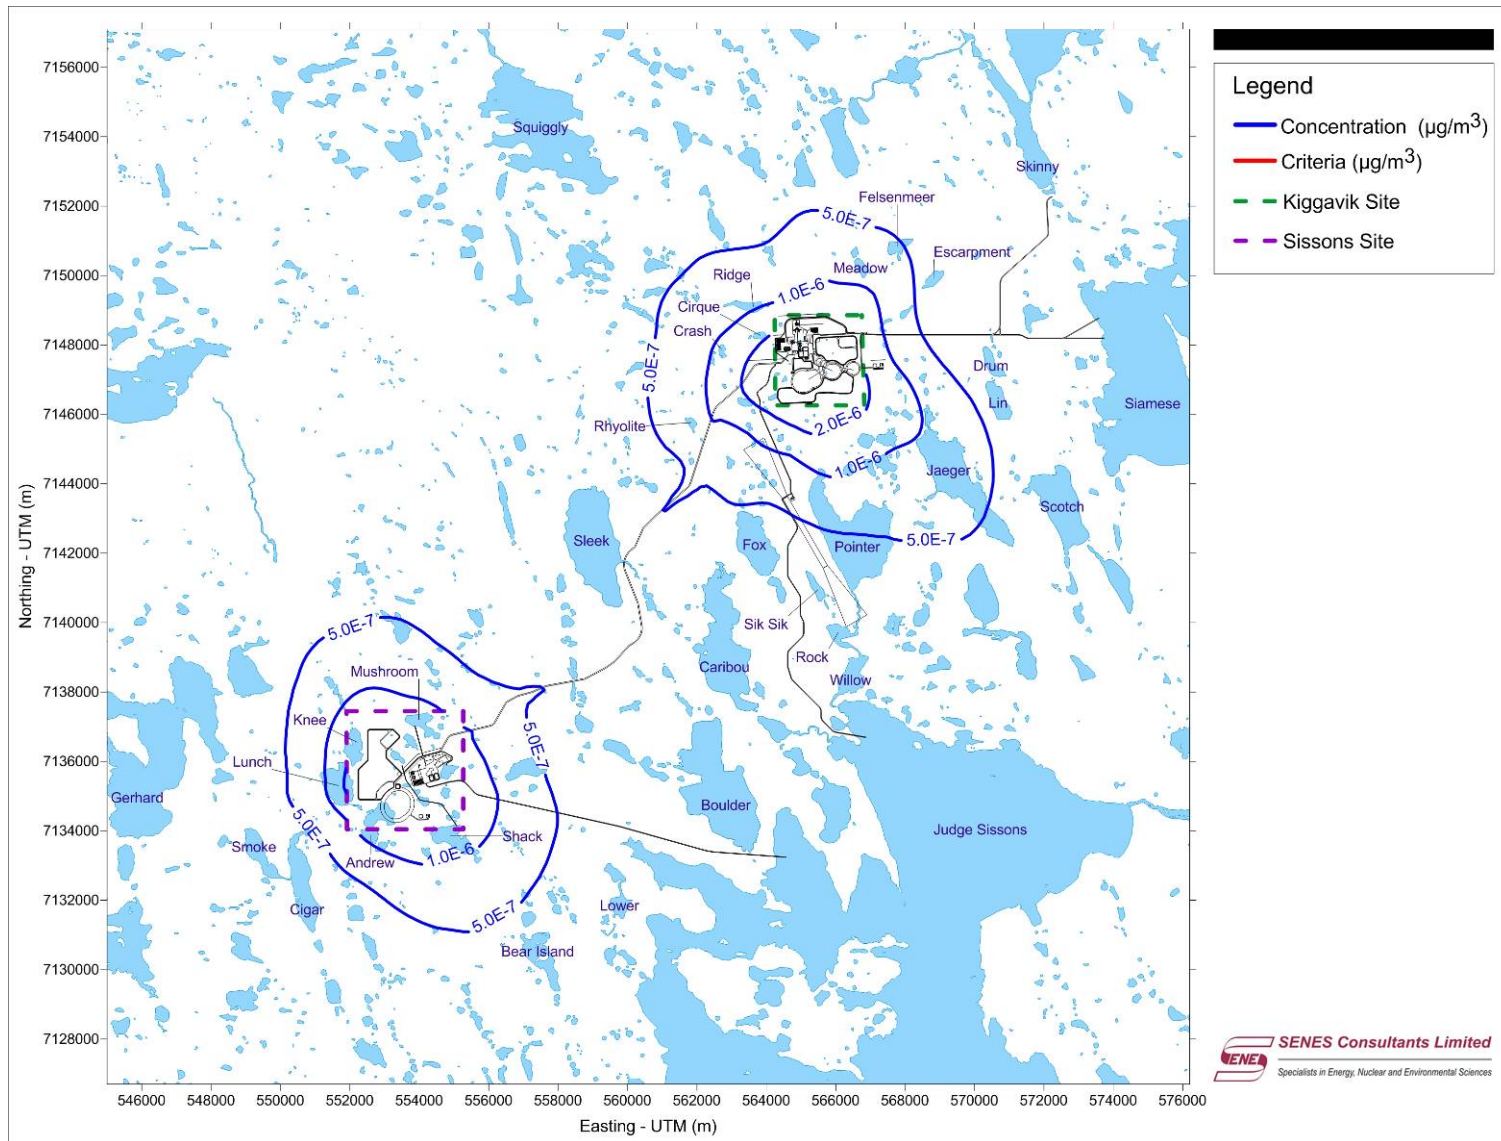 7156000
7154000
7152000
7150000
7148000
7146000
7144000
7142000
7140000
7138000
7136000
7134000
7132000
7130000
7128000
Northing - UTM (m)
546000 548000 550000 552000 554000 556000 558000 560000 562000 564000 566000 568000 570000 572000 574000 576000
Easting - UTM (m)
Squiggly
Skinny
Felsenmeer
5.0E-7
Escarpment
Meadow
Ridge
1.0E-6
Cirque
Crash
5.0E-7
Drum
Lin
Siamese
Rhyolite
2.0E-6
1.0E-6
Jaeger
Scotch
Sleek
Fox
Pointer
5.0E-7
Sik Sik
Rock
Caribou
Willow
5.0E-7
Mushroom
Knee
5.0E-7
Lunch
Gerhard
5.0E-7
Boulder
Judge Sissons
Smoke
Andrew
1.0E-6
Shack
Cigar
5.0E-7
Lower
Bear Island
Legend
Concentration (µg/m³)
Criteria (µg/m³)
Kiggavik Site
Sissons Site
SENES
SENES Consultants Limited
Specialists in Energy, Nuclear and Environmental Sciences